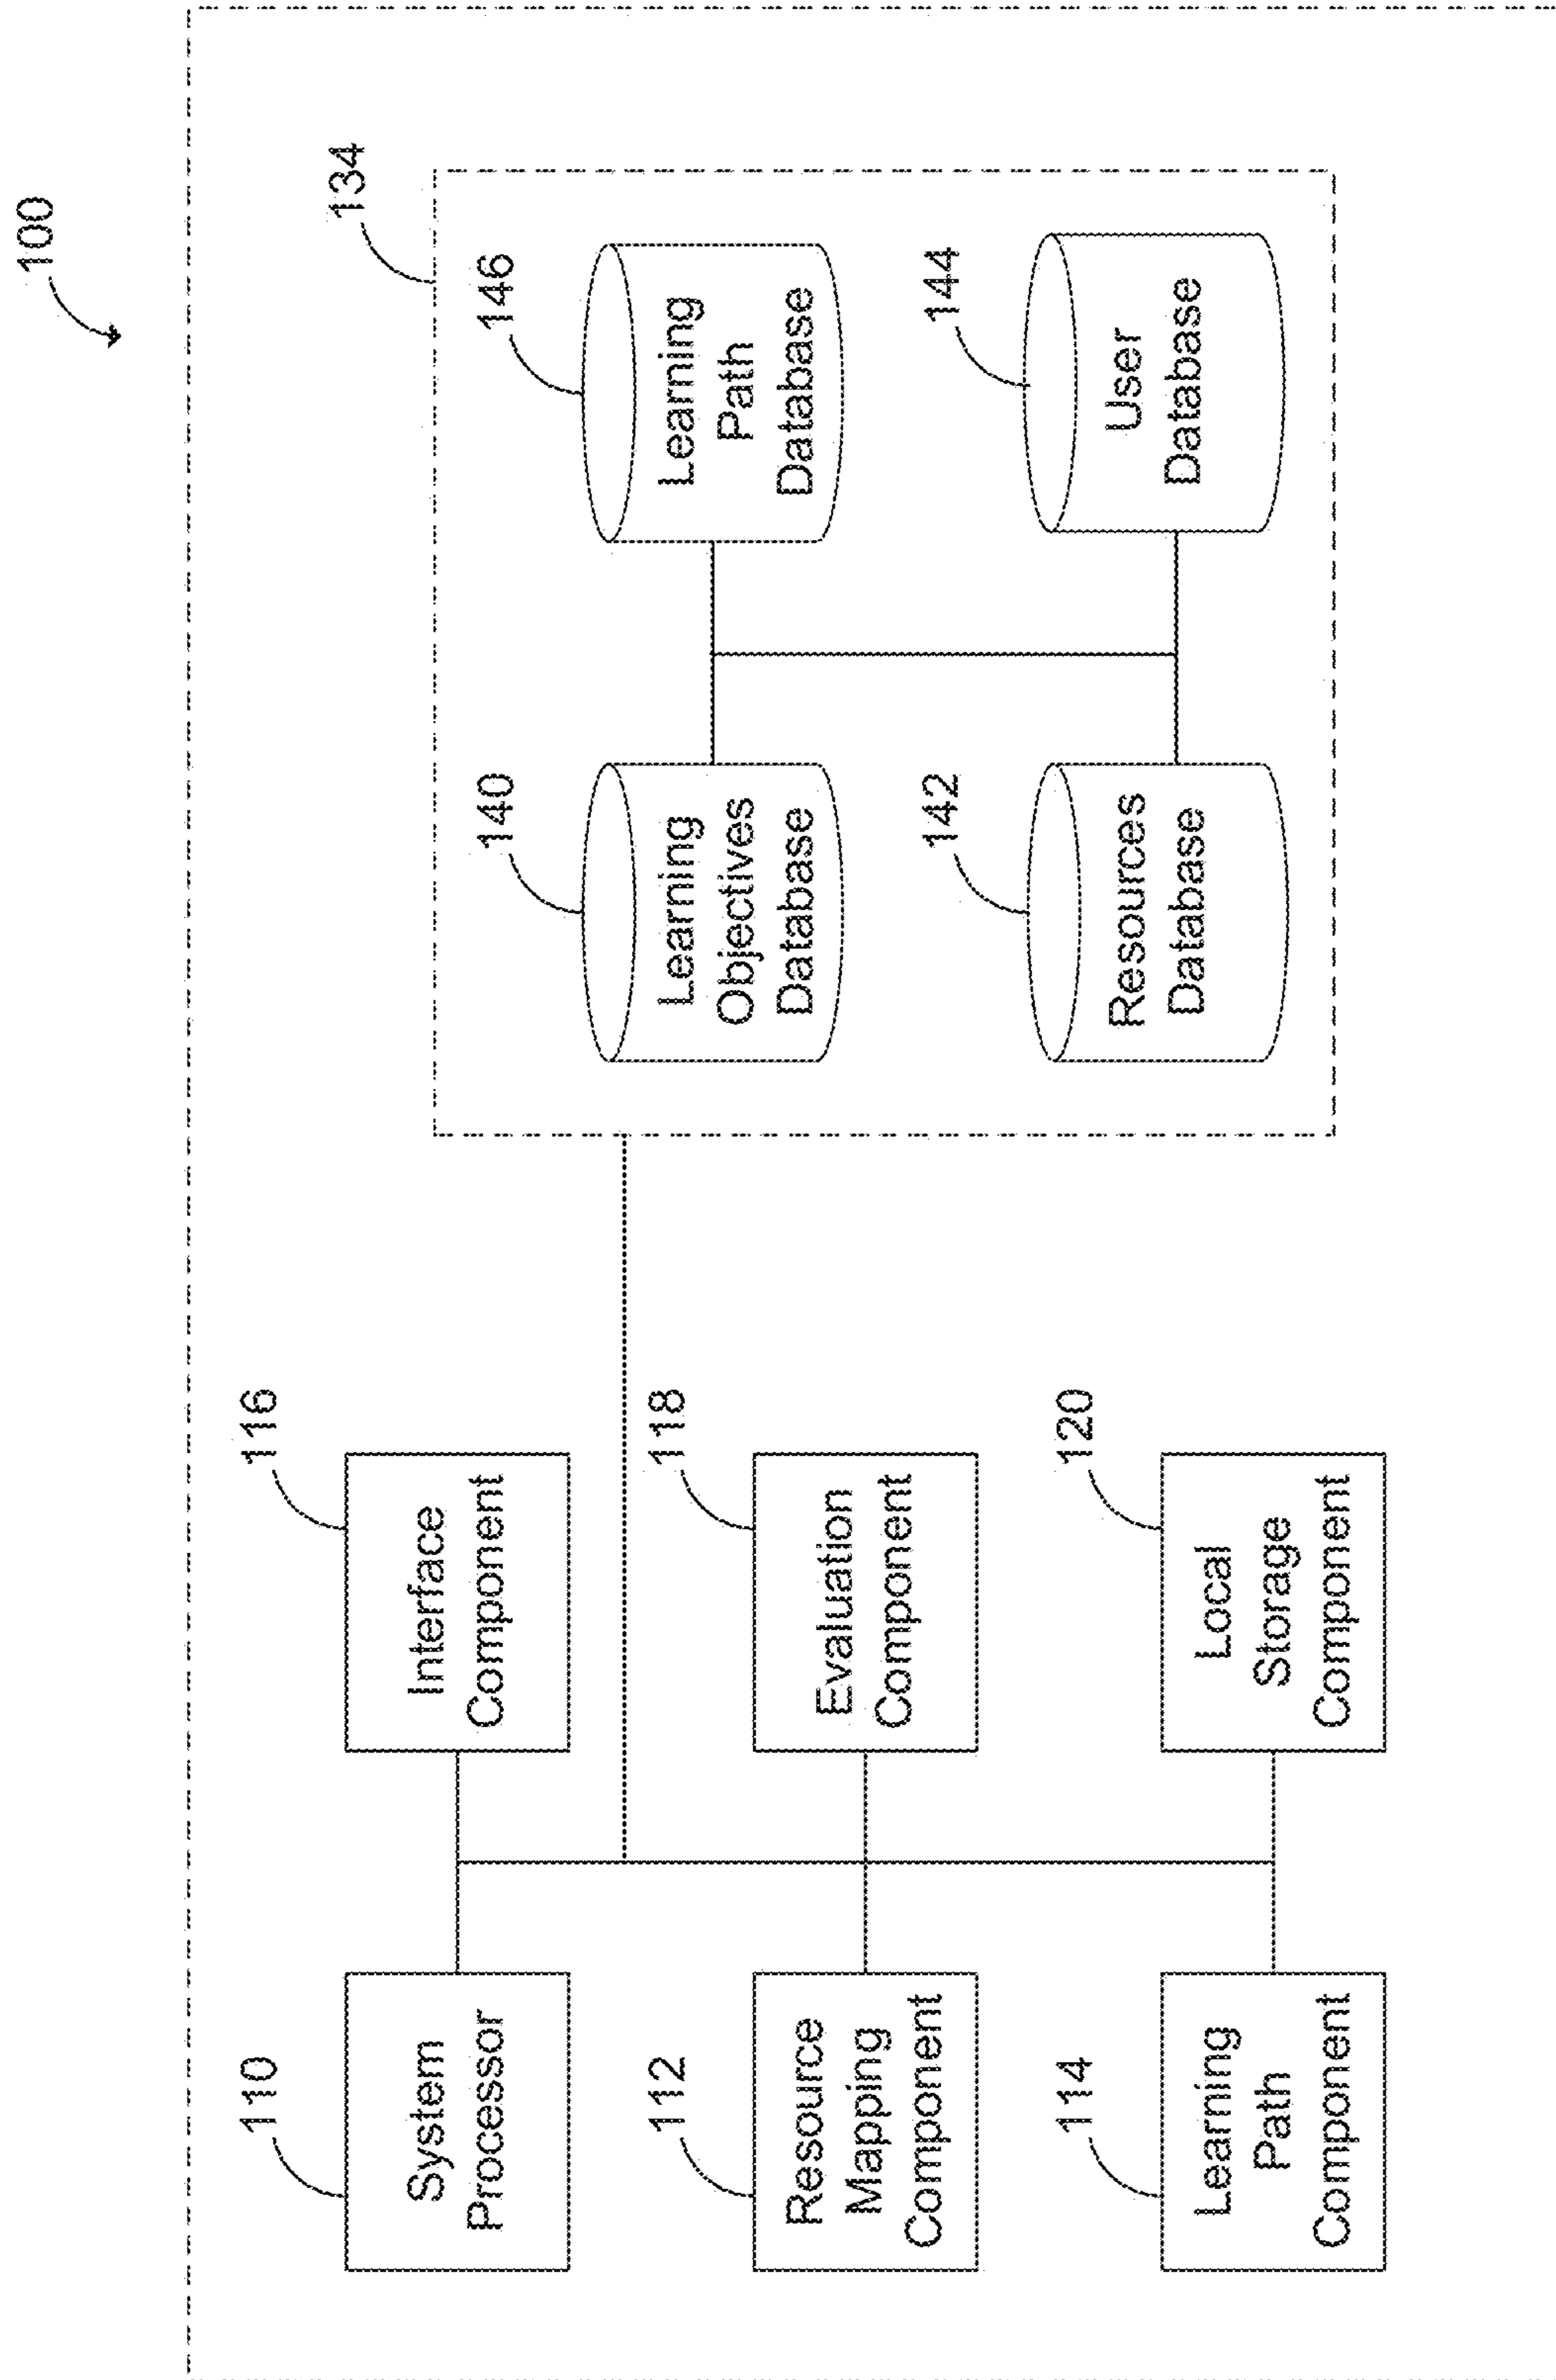 100
134
110
System
Processor
116
Interface
Component
140
Learning
Objectives
Database
146
Learning
Path
Database
112
Resource
Mapping
Component
118
Evaluation
Component
142
Resources
Database
144
User
Database
114
Learning
Path
Component
120
Local
Storage
Component